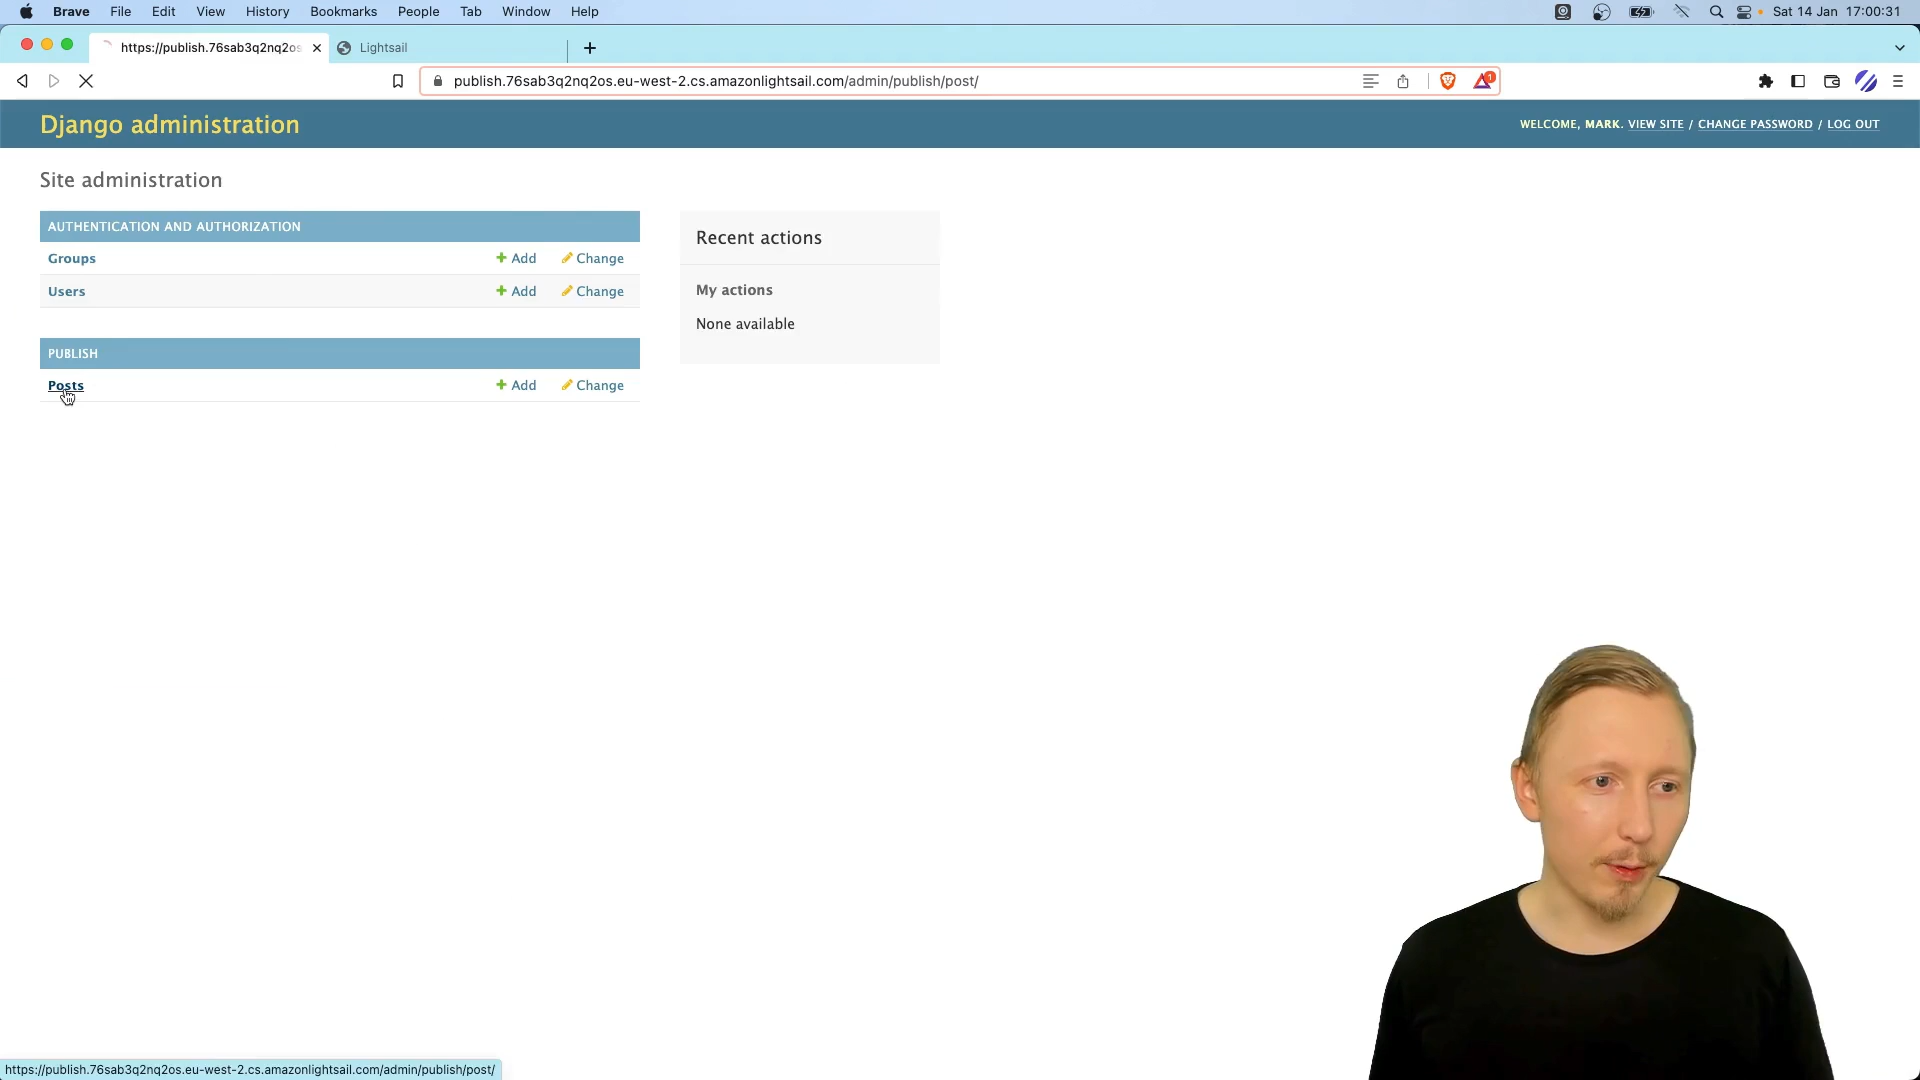 Brave File Edit View History Bookmarks People Tab Window Help Sat 14 Jan 17:00:31
https://publish.76sab3q2nq2os Lightsail
publish.76sab3q2nq2os.eu-west-2.cs.amazonlightsail.com/admin/publish/post/ 1
Django administration
WELCOME, MARK. VIEW SITE / CHANGE PASSWORD / LOG OUT
Site administration
AUTHENTICATION AND AUTHORIZATION
Groups Add Change
Users Add Change
PUBLISH
Posts Add Change
Recent actions
My actions
None available
https://publish.76sab3q2nq2os.eu-west-2.cs.amazonlightsail.com/admin/publish/post/